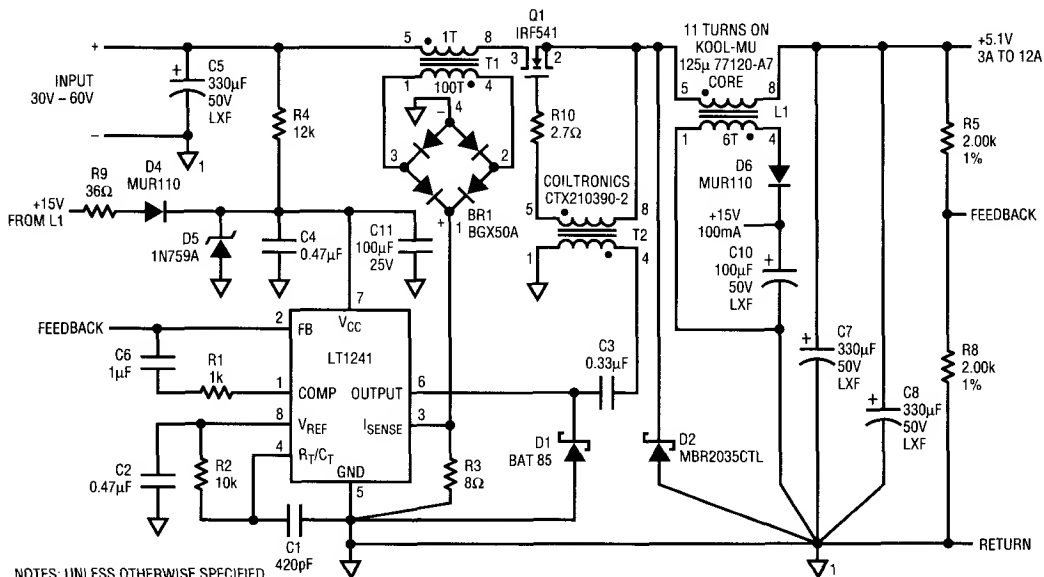 +
INPUT
30V – 60V
–
C5
330µF
50V
LXF
+
1
R4
12k
R9
36Ω
D4
MUR110
+15V
FROM L1
D5
1N759A
C4
0.47µF
C11
100µF
25V
5
1T
8
T1
1
100T
4
4
–
3
2
+
1
BR1
BGX50A
Q1
IRF541
3
2
R10
2.7Ω
COILTRONICS
CTX210390-2
5
8
T2
1
4
11 TURNS ON
KOOL-MU
125µ 77120-A7
CORE
5
8
L1
1
6T
4
D6
MUR110
+15V
100mA
+
C10
100µF
50V
LXF
+5.1V
3A TO 12A
R5
2.00k
1%
FEEDBACK
R8
2.00k
1%
+
C7
330µF
50V
LXF
+
C8
330µF
50V
LXF
RETURN
1
FEEDBACK
C6
1µF
R1
1k
C2
0.47µF
R2
10k
C1
420pF
2
FB
7
VCC
LT1241
1
COMP
OUTPUT
6
8
VREF
ISENSE
3
4
RT/CT
GND
5
R3
8Ω
C3
0.33µF
D1
BAT 85
D2
MBR2035CTL
NOTES: UNLESS OTHERWISE SPECIFIED